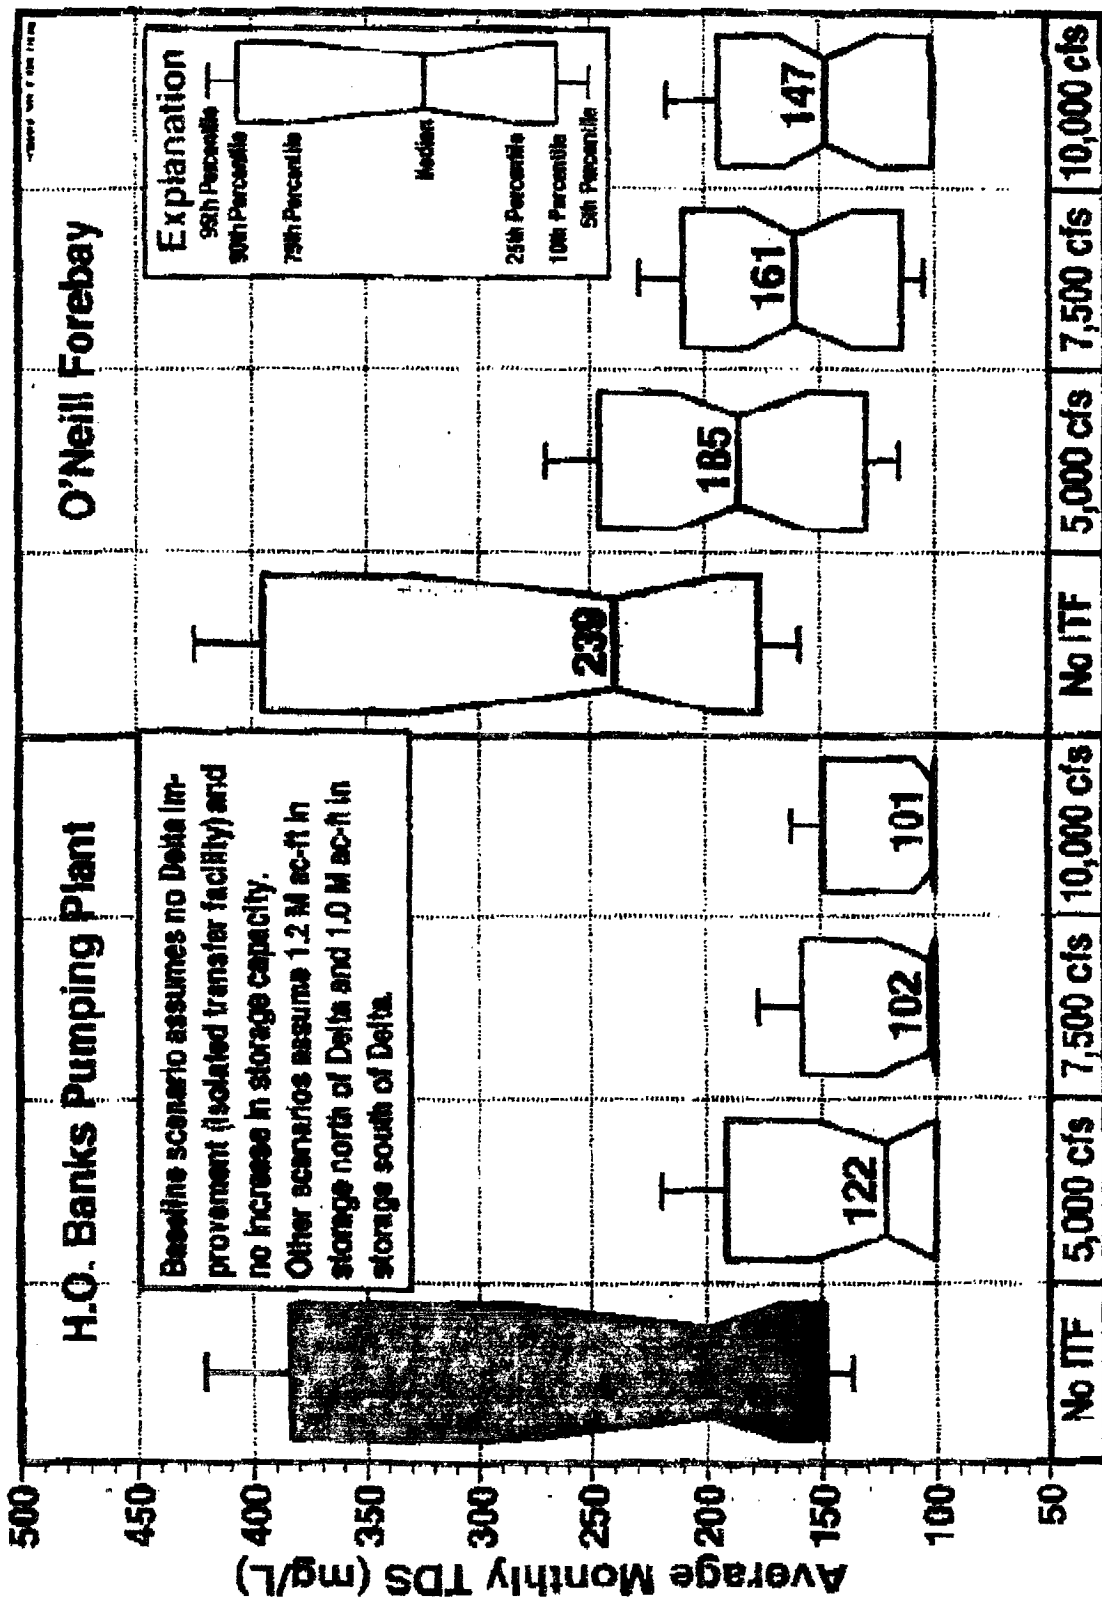 H.O. Banks Pumping Plant
O'Neill Forebay
Baseline scenario assumes no Delta im-
provement (isolated transfer facility) and
no increase in storage capacity.
Other scenarios assume 1.2 M ac-ft in
storage north of Delta and 1.0 M ac-ft in
storage south of Delta.
Explanation
95th Percentile
90th Percentile
75th Percentile
Median
25th Percentile
10th Percentile
5th Percentile
Average Monthly TDS (mg/L)
500
450
400
350
300
250
200
150
100
50
122
102
101
239
185
161
147
No ITF
5,000 cfs
7,500 cfs
10,000 cfs
No ITF
5,000 cfs
7,500 cfs
10,000 cfs